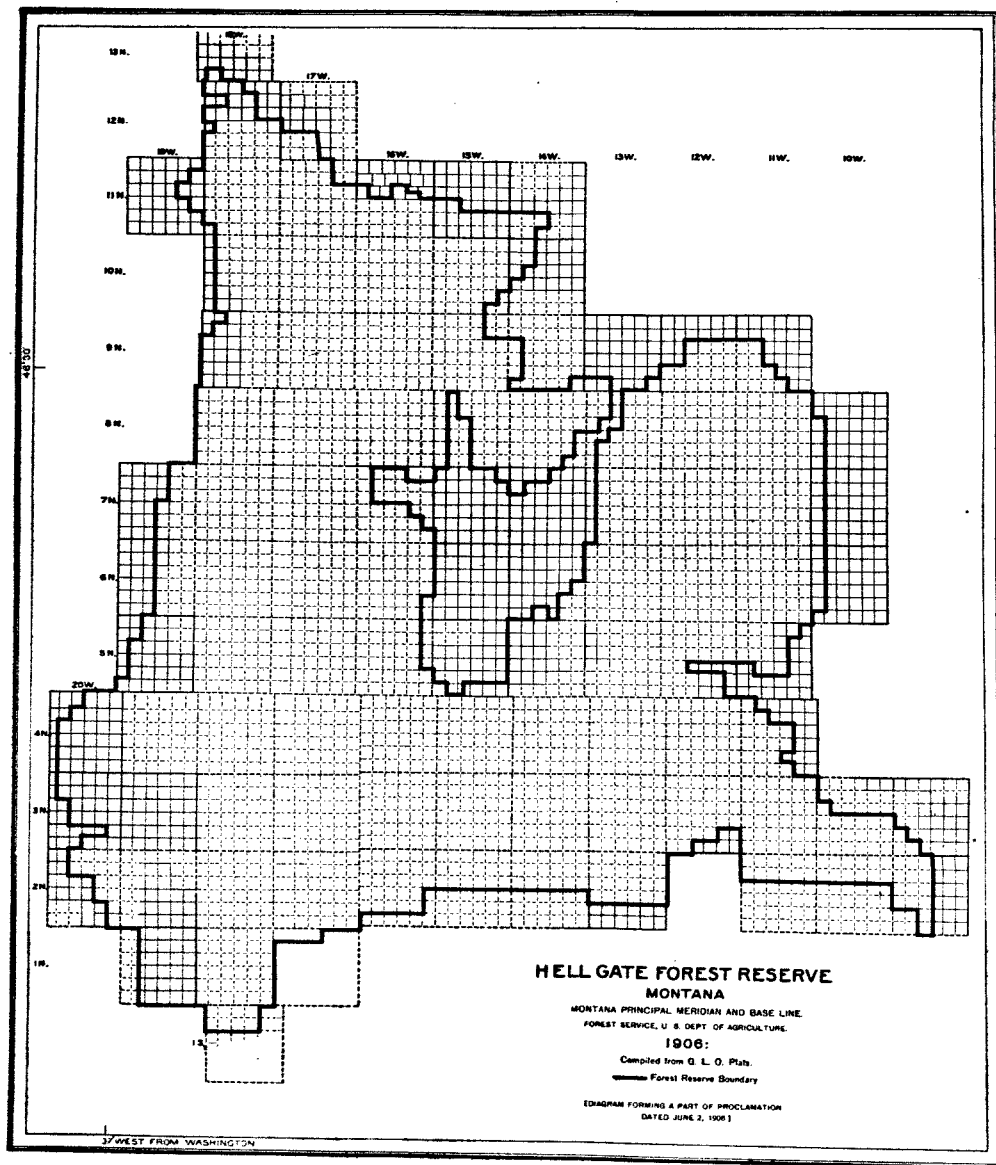 18W.
13N.
17W.
12N.
19W. 16W. 15W. 14W. 13W. 12W. 11W. 10W.
11N.
10N.
9N.
46°30'
8N.
7N.
6N.
5N.
20W.
4N.
3N.
2N.
1N.
1S.
HELL GATE FOREST RESERVE
MONTANA
MONTANA PRINCIPAL MERIDIAN AND BASE LINE.
FOREST SERVICE, U. S. DEPT OF AGRICULTURE.
1906:
Compiled from G. L. O. Plats.
Forest Reserve Boundary
[DIAGRAM FORMING A PART OF PROCLAMATION
DATED JUNE 2, 1906]
37 WEST FROM WASHINGTON